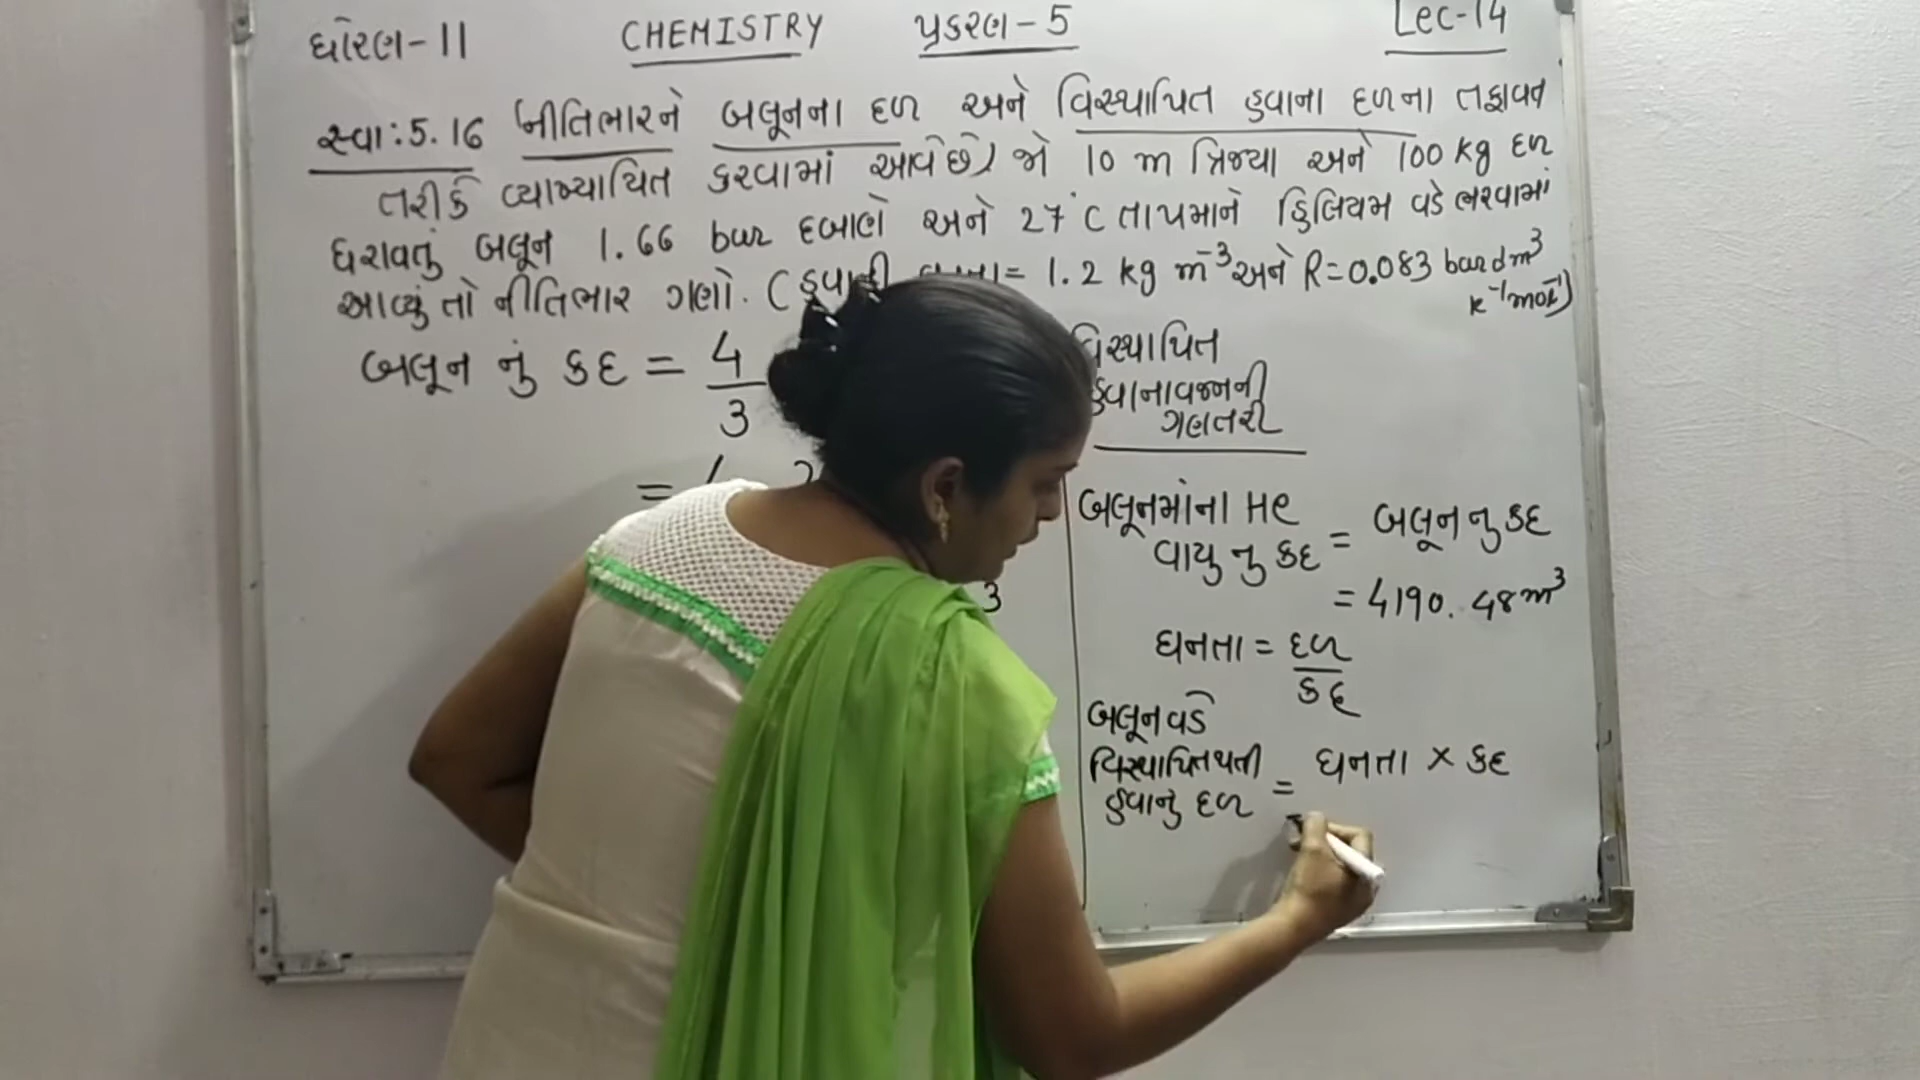 ધોરણ-11 CHEMISTRY પ્રકરણ-5 Lec-14
સ્વા:5.16 નીતિભારને બલૂનના દળ અને વિસ્થાપિત હવાના દળના તફાવત
તરીકે વ્યાખ્યાયિત કરવામાં આવે છે) જો 10 m ત્રિજ્યા અને 100 kg દળ
ધરાવતું બલૂન 1.66 bar દબાણે અને 27°C તાપમાને હિલિયમ વડે ભરવામાં
આવ્યું તો નીતિભાર ગણો. ( = 1.2 kg m⁻³ અને R=0.083 bar dm³
K⁻¹mol⁻¹)
બલૂન નું કદ = 4
3
=
3
વિસ્થાપિત
હવાના વજનની
ગણતરી
બલૂનમાંના He
વાયુ નુ કદ = બલૂન નુ કદ
= 4190.48 m³
ઘનતા = દળ
કદ
બલૂન વડે
વિસ્થાપિત થતી
હવાનું દળ = ઘનતા × કદ